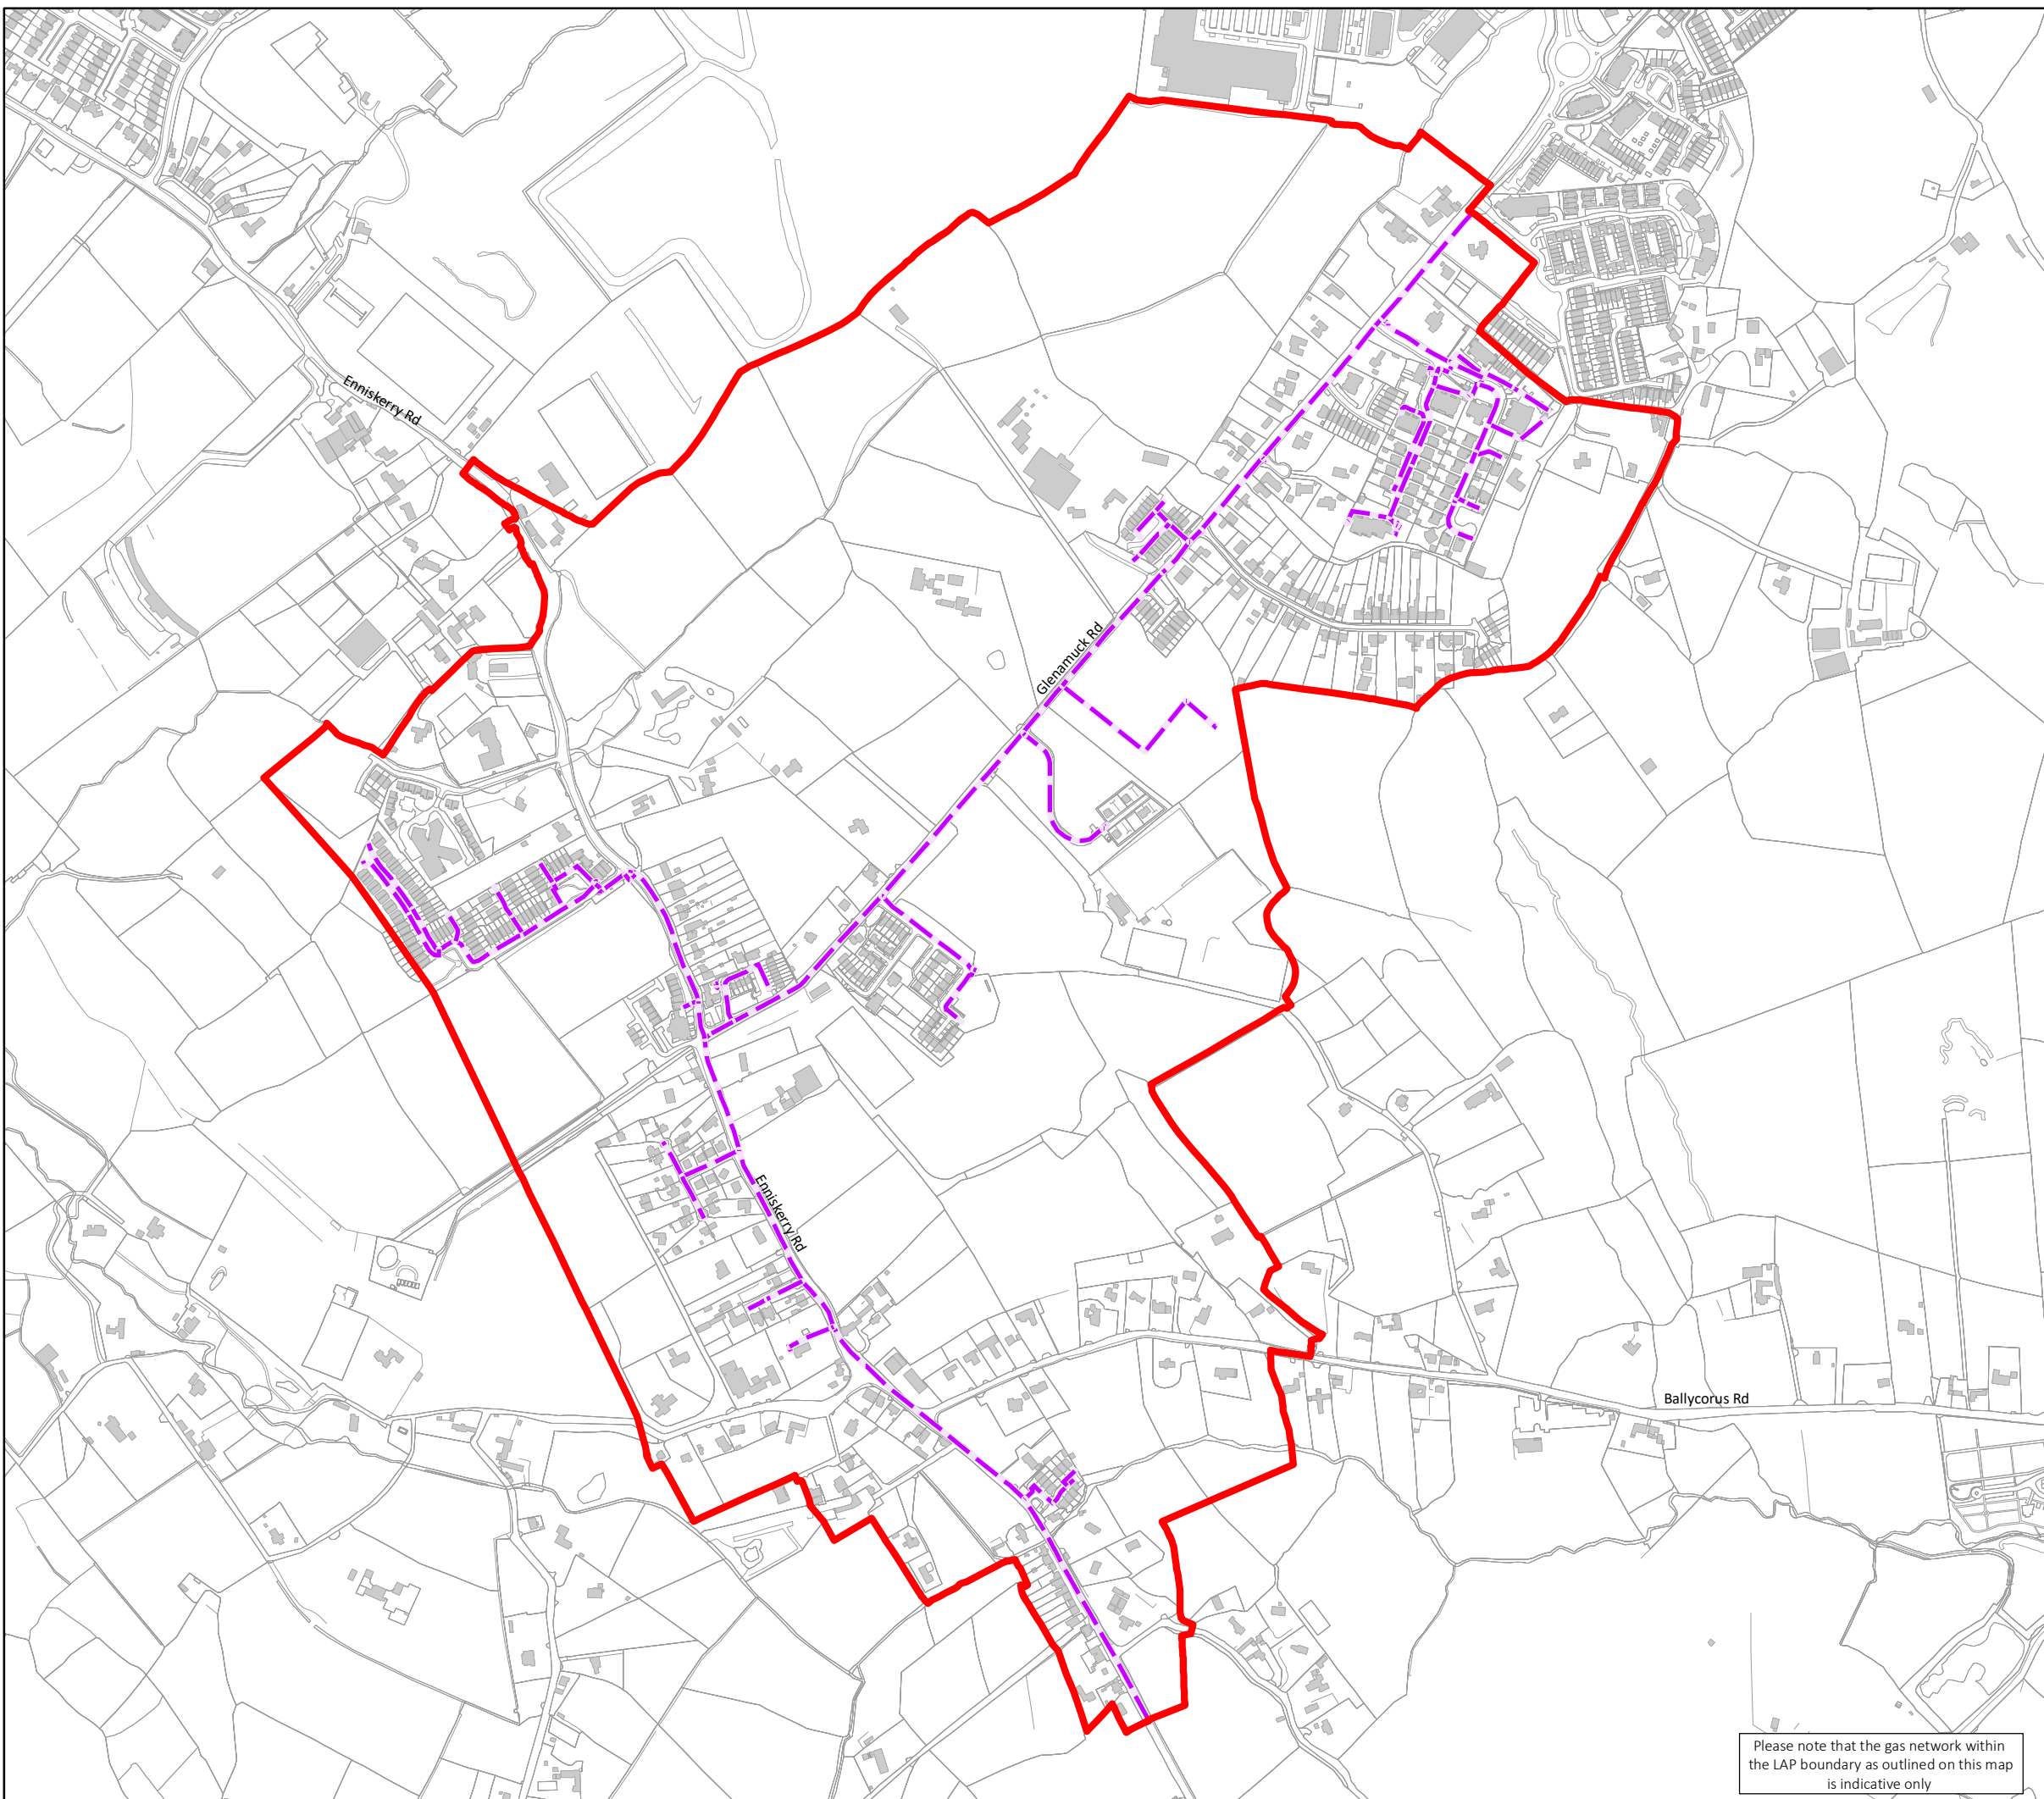 Enniskerry Rd
Glenamuck Rd
Enniskerry Rd
Ballycorus Rd
Please note that the gas network within
the LAP boundary as outlined on this map
is indicative only